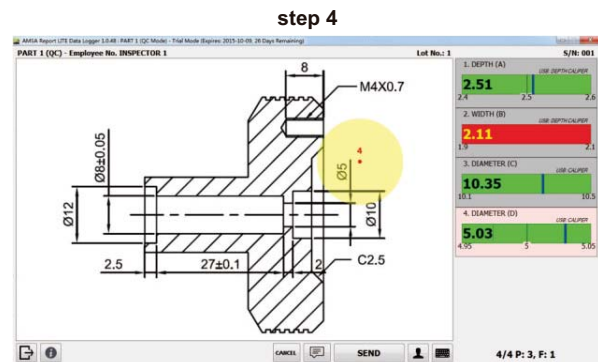 step 4
AMSA Report LITE Data Logger 1.0.48 - PART 1 (QC Mode) - Trial Mode (Expires: 2015-10-09, 26 Days Remaining)
PART 1 (QC) - Employee No. INSPECTOR 1 Lot No.: 1 S/N: 001
8
M4X0.7
4
Ø12
Ø8±0.05
Ø5
Ø10
2.5
27±0.1
2
C2.5
1. DEPTH (A)
USB DEPTH CALIPER
2.51
2.4 2.5 2.6
2. WIDTH (B)
USB DEPTH CALIPER
2.11
1.9 2.1
3. DIAMETER (C)
USB CALIPER
10.35
10.1 10.5
4. DIAMETER (D)
USB CALIPER
5.03
4.95 5 5.05
CANCEL SEND 4/4 P: 3, F: 1